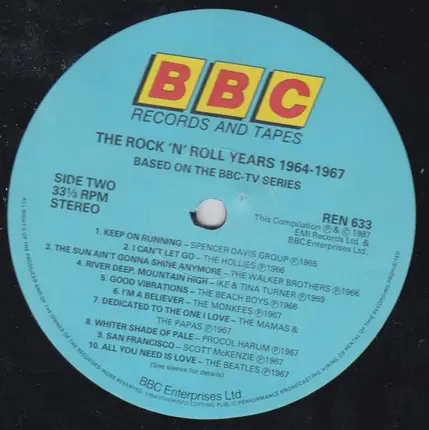 BBC
RECORDS AND TAPES
THE ROCK 'N' ROLL YEARS 1964-1967
BASED ON THE BBC-TV SERIES
SIDE TWO
33⅓ RPM
STEREO
REN 633
This Compilation ℗ & © 1987
EMI Records Ltd. &
BBC Enterprises Ltd.
1. KEEP ON RUNNING – SPENCER DAVIS GROUP ℗ 1965
2. I CAN'T LET GO – THE HOLLIES ℗ 1966
3. THE SUN AIN'T GONNA SHINE ANYMORE – THE WALKER BROTHERS ℗ 1966
4. RIVER DEEP, MOUNTAIN HIGH – IKE & TINA TURNER ℗ 1969
5. GOOD VIBRATIONS – THE BEACH BOYS ℗ 1966
6. I'M A BELIEVER – THE MONKEES ℗ 1967
7. DEDICATED TO THE ONE I LOVE – THE MAMAS &
THE PAPAS ℗ 1967
8. WHITER SHADE OF PALE – PROCOL HARUM ℗ 1967
9. SAN FRANCISCO – SCOTT McKENZIE ℗ 1967
10. ALL YOU NEED IS LOVE – THE BEATLES ℗ 1967
(See sleeve for details)
BBC Enterprises Ltd